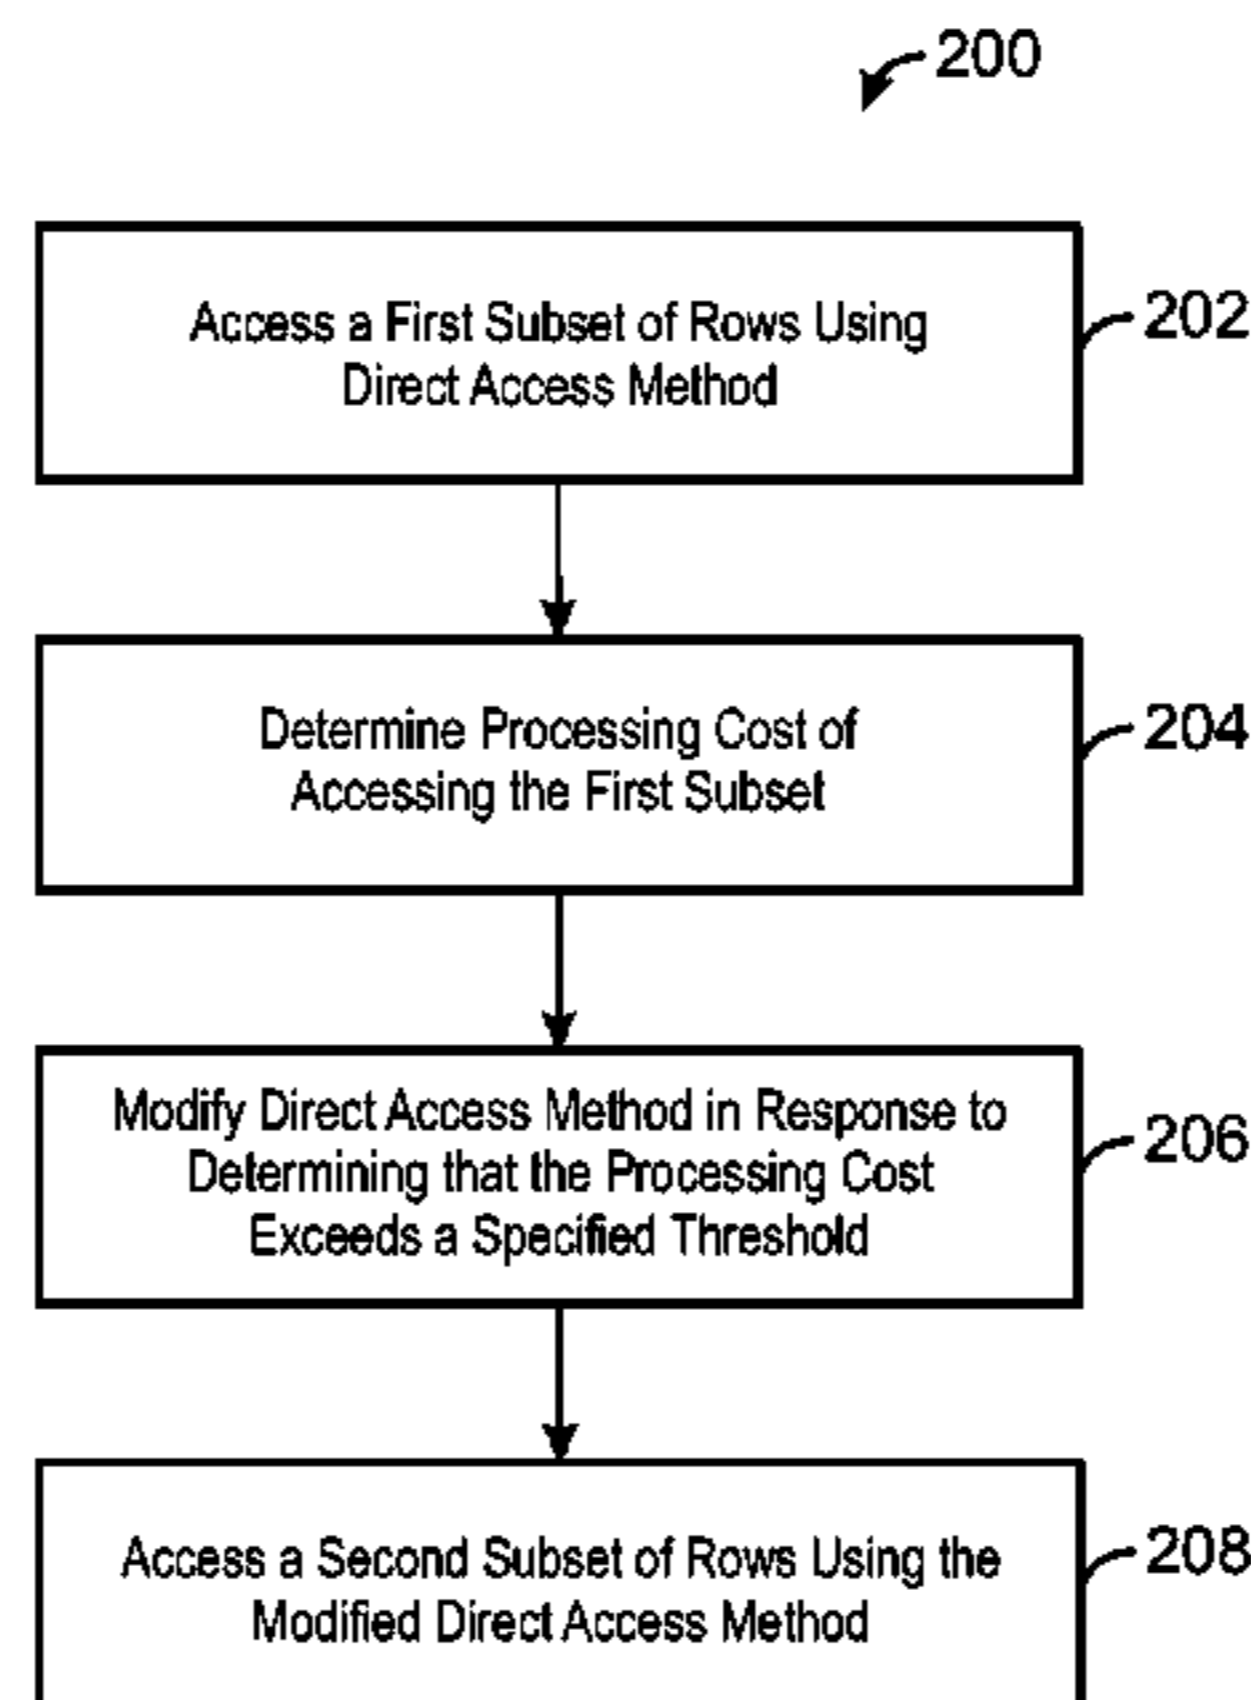 200
Access a First Subset of Rows Using
Direct Access Method
202
Determine Processing Cost of
Accessing the First Subset
204
Modify Direct Access Method in Response to
Determining that the Processing Cost
Exceeds a Specified Threshold
206
Access a Second Subset of Rows Using the
Modified Direct Access Method
208